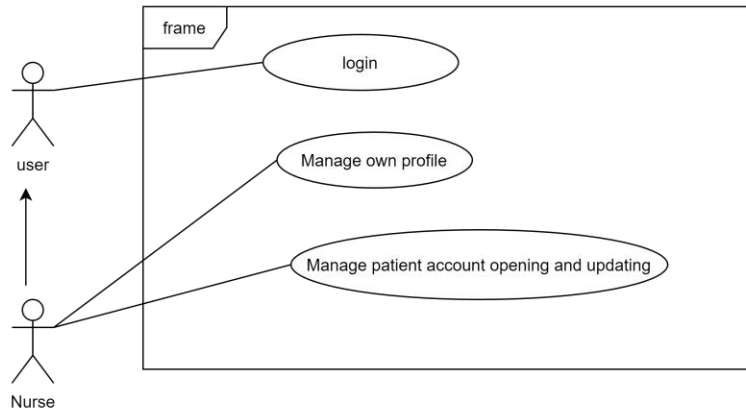 frame
login
user
Manage own profile
Manage patient account opening and updating
Nurse